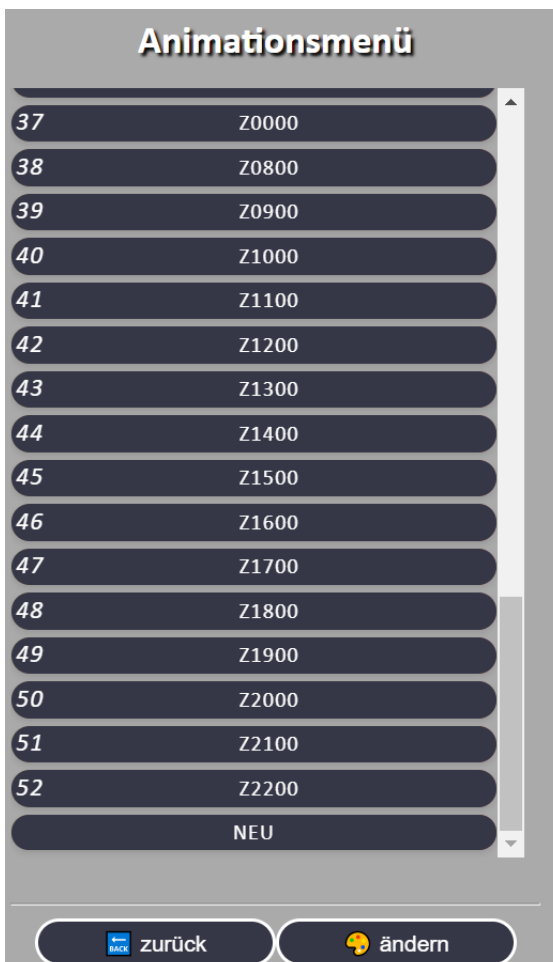 Animationsmenü
37 Z0000
38 Z0800
39 Z0900
40 Z1000
41 Z1100
42 Z1200
43 Z1300
44 Z1400
45 Z1500
46 Z1600
47 Z1700
48 Z1800
49 Z1900
50 Z2000
51 Z2100
52 Z2200
NEU
BACK zurück ändern